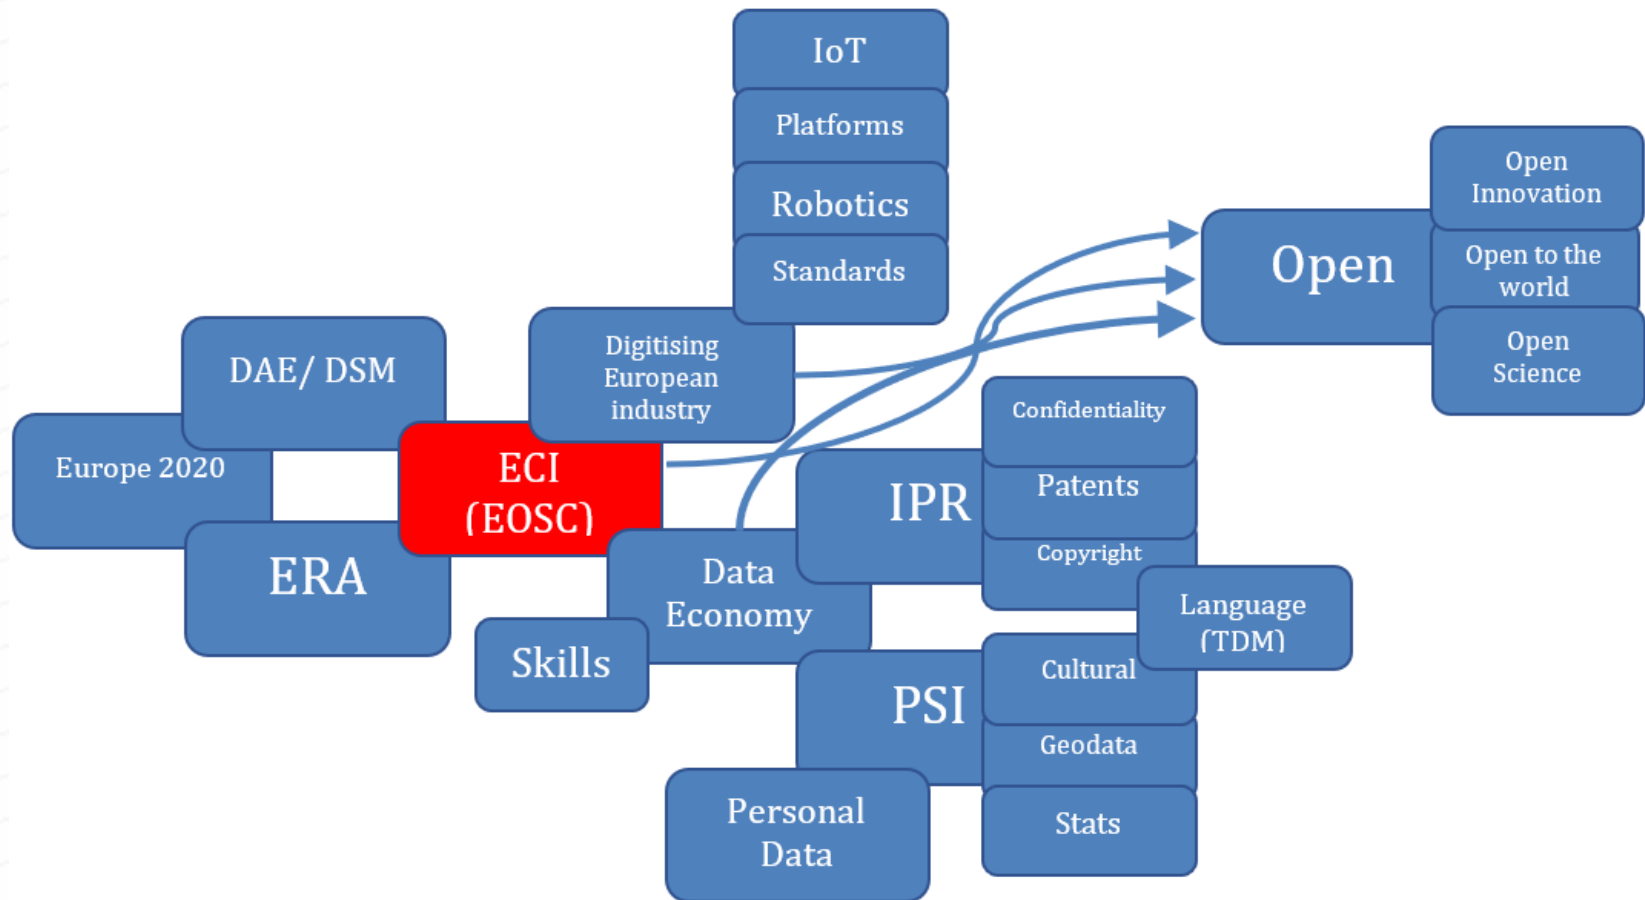 IoT
Platforms
Robotics
Standards
Open
Innovation
Open
Open to the
world
Open
Science
Digitising
European
industry
DAE/ DSM
Europe 2020
ERA
ECI
(EOSC)
Confidentiality
IPR
Patents
Copyright
Data
Economy
Language
(TDM)
Skills
Cultural
PSI
Geodata
Stats
Personal
Data